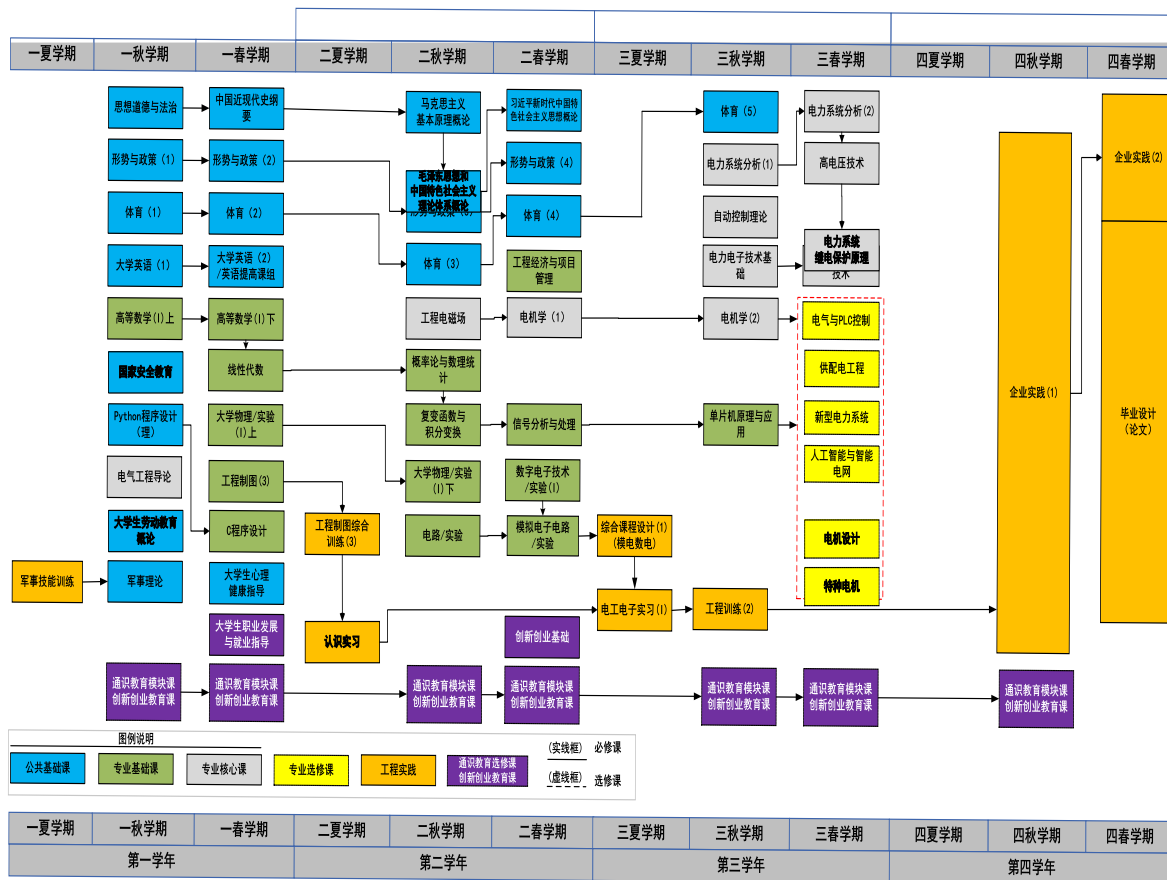 一夏学期 一秋学期 一春学期 二夏学期 二秋学期 二春学期 三夏学期 三秋学期 三春学期 四夏学期 四秋学期 四春学期
思想道德与法治
中国近现代史纲
要
马克思主义
基本原理概论
习近平新时代中国特
色社会主义思想概论
体育（5）
电力系统分析(2)
企业实践(2)
形势与政策（1）
形势与政策（2）
毛泽东思想和
中国特色社会主义
理论体系概论
形势与政策（4）
电力系统分析(1)
高电压技术
体育（1）
体育（2）
体育（4）
自动控制理论
大学英语（1）
大学英语（2）
/英语提高课组
体育（3）
工程经济与项目
管理
电力电子技术基
础
电力系统
继电保护原理
技术
高等数学(I)上
高等数学(I)下
工程电磁场
电机学（1）
电机学(2)
电气与PLC控制
国家安全教育
线性代数
概率论与数理统
计
供配电工程
企业实践(1)
Python程序设计
(理)
大学物理/实验
(I)上
复变函数与
积分变换
信号分析与处理
单片机原理与应
用
新型电力系统
毕业设计
(论文)
电气工程导论
工程制图(3)
大学物理/实验
(I)下
数字电子技术
/实验(I)
人工智能与智能
电网
大学生劳动教育
概论
C程序设计
工程制图综合
训练(3)
电路/实验
模拟电子电路
/实验
综合课程设计(1)
(模电数电)
电机设计
军事技能训练
军事理论
大学生心理
健康指导
电工电子实习(1)
工程训练(2)
特种电机
大学生职业发展
与就业指导
认识实习
创新创业基础
通识教育模块课
创新创业教育课
通识教育模块课
创新创业教育课
通识教育模块课
创新创业教育课
通识教育模块课
创新创业教育课
通识教育模块课
创新创业教育课
通识教育模块课
创新创业教育课
通识教育模块课
创新创业教育课
图例说明
公共基础课
专业基础课
专业核心课
专业选修课
工程实践
通识教育选修课
创新创业教育课
(实线框) 必修课
(虚线框) 选修课
一夏学期 一秋学期 一春学期 二夏学期 二秋学期 二春学期 三夏学期 三秋学期 三春学期 四夏学期 四秋学期 四春学期
第一学年 第二学年 第三学年 第四学年